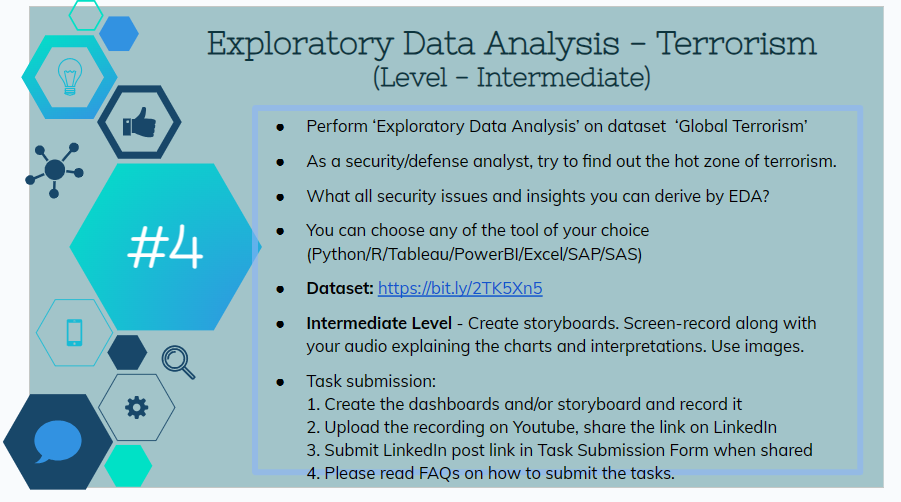 Exploratory Data Analysis - Terrorism
(Level - Intermediate)
#4
● Perform ‘Exploratory Data Analysis’ on dataset ‘Global Terrorism’
● As a security/defense analyst, try to find out the hot zone of terrorism.
● What all security issues and insights you can derive by EDA?
● You can choose any of the tool of your choice
(Python/R/Tableau/PowerBI/Excel/SAP/SAS)
● Dataset: https://bit.ly/2TK5Xn5
● Intermediate Level - Create storyboards. Screen-record along with
your audio explaining the charts and interpretations. Use images.
● Task submission:
1. Create the dashboards and/or storyboard and record it
2. Upload the recording on Youtube, share the link on LinkedIn
3. Submit LinkedIn post link in Task Submission Form when shared
4. Please read FAQs on how to submit the tasks.